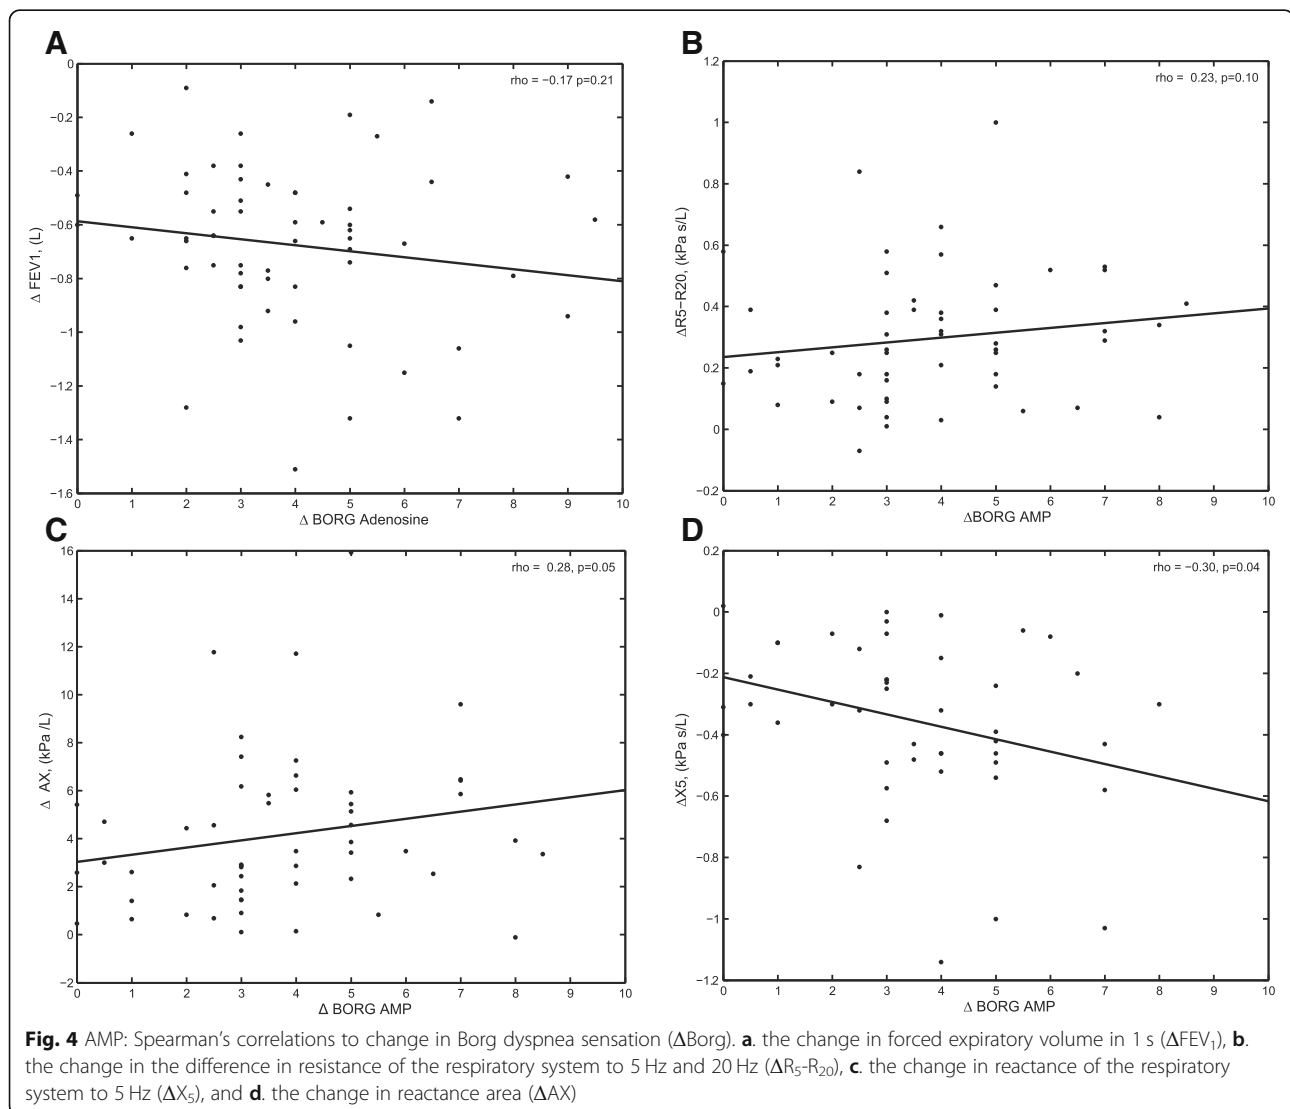 A
B
rho = −0.17 p=0.21
rho = 0.23, p=0.10
0
−0.2
−0.4
−0.6
−0.8
−1
−1.2
−1.4
−1.6
Δ FEV1, (L)
0 1 2 3 4 5 6 7 8 9 10
Δ BORG Adenosine
1.2
1
0.8
0.6
0.4
0.2
0
−0.2
ΔR5−R20, (kPa s/L)
0 1 2 3 4 5 6 7 8 9 10
ΔBORG AMP
C
D
rho = 0.28, p=0.05
rho = −0.30, p=0.04
16
14
12
10
8
6
4
2
0
−2
Δ AX, (kPa /L)
0 1 2 3 4 5 6 7 8 9 10
Δ BORG AMP
0.2
0
−0.2
−0.4
−0.6
−0.8
−1
−1.2
ΔX5, (kPa s/L)
0 1 2 3 4 5 6 7 8 9 10
Δ BORG AMP
Fig. 4 AMP: Spearman's correlations to change in Borg dyspnea sensation (ΔBorg). a. the change in forced expiratory volume in 1 s (ΔFEV₁), b.
the change in the difference in resistance of the respiratory system to 5 Hz and 20 Hz (ΔR₅-R₂₀), c. the change in reactance of the respiratory
system to 5 Hz (ΔX₅), and d. the change in reactance area (ΔAX)